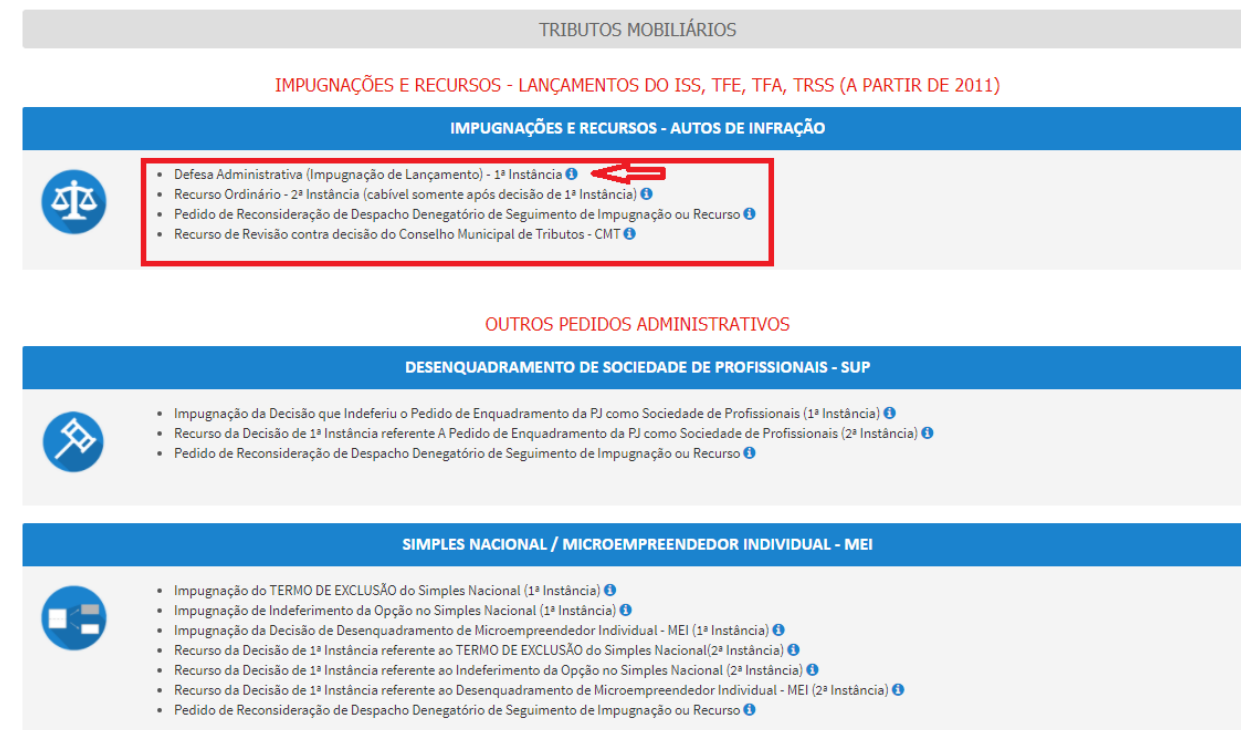 TRIBUTOS MOBILIÁRIOS
IMPUGNAÇÕES E RECURSOS - LANÇAMENTOS DO ISS, TFE, TFA, TRSS (A PARTIR DE 2011)
IMPUGNAÇÕES E RECURSOS - AUTOS DE INFRAÇÃO
Defesa Administrativa (Impugnação de Lançamento) - 1ª Instância
Recurso Ordinário - 2ª Instância (cabível somente após decisão de 1ª Instância)
Pedido de Reconsideração de Despacho Denegatório de Seguimento de Impugnação ou Recurso
Recurso de Revisão contra decisão do Conselho Municipal de Tributos - CMT
OUTROS PEDIDOS ADMINISTRATIVOS
DESENQUADRAMENTO DE SOCIEDADE DE PROFISSIONAIS - SUP
Impugnação da Decisão que Indeferiu o Pedido de Enquadramento da PJ como Sociedade de Profissionais (1ª Instância)
Recurso da Decisão de 1ª Instância referente A Pedido de Enquadramento da PJ como Sociedade de Profissionais (2ª Instância)
Pedido de Reconsideração de Despacho Denegatório de Seguimento de Impugnação ou Recurso
SIMPLES NACIONAL / MICROEMPREENDEDOR INDIVIDUAL - MEI
Impugnação do TERMO DE EXCLUSÃO do Simples Nacional (1ª Instância)
Impugnação de Indeferimento da Opção no Simples Nacional (1ª Instância)
Impugnação da Decisão de Desenquadramento de Microempreendedor Individual - MEI (1ª Instância)
Recurso da Decisão de 1ª Instância referente ao TERMO DE EXCLUSÃO do Simples Nacional(2ª Instância)
Recurso da Decisão de 1ª Instância referente ao Indeferimento da Opção no Simples Nacional (2ª Instância)
Recurso da Decisão de 1ª Instância referente ao Desenquadramento de Microempreendedor Individual - MEI (2ª Instância)
Pedido de Reconsideração de Despacho Denegatório de Seguimento de Impugnação ou Recurso